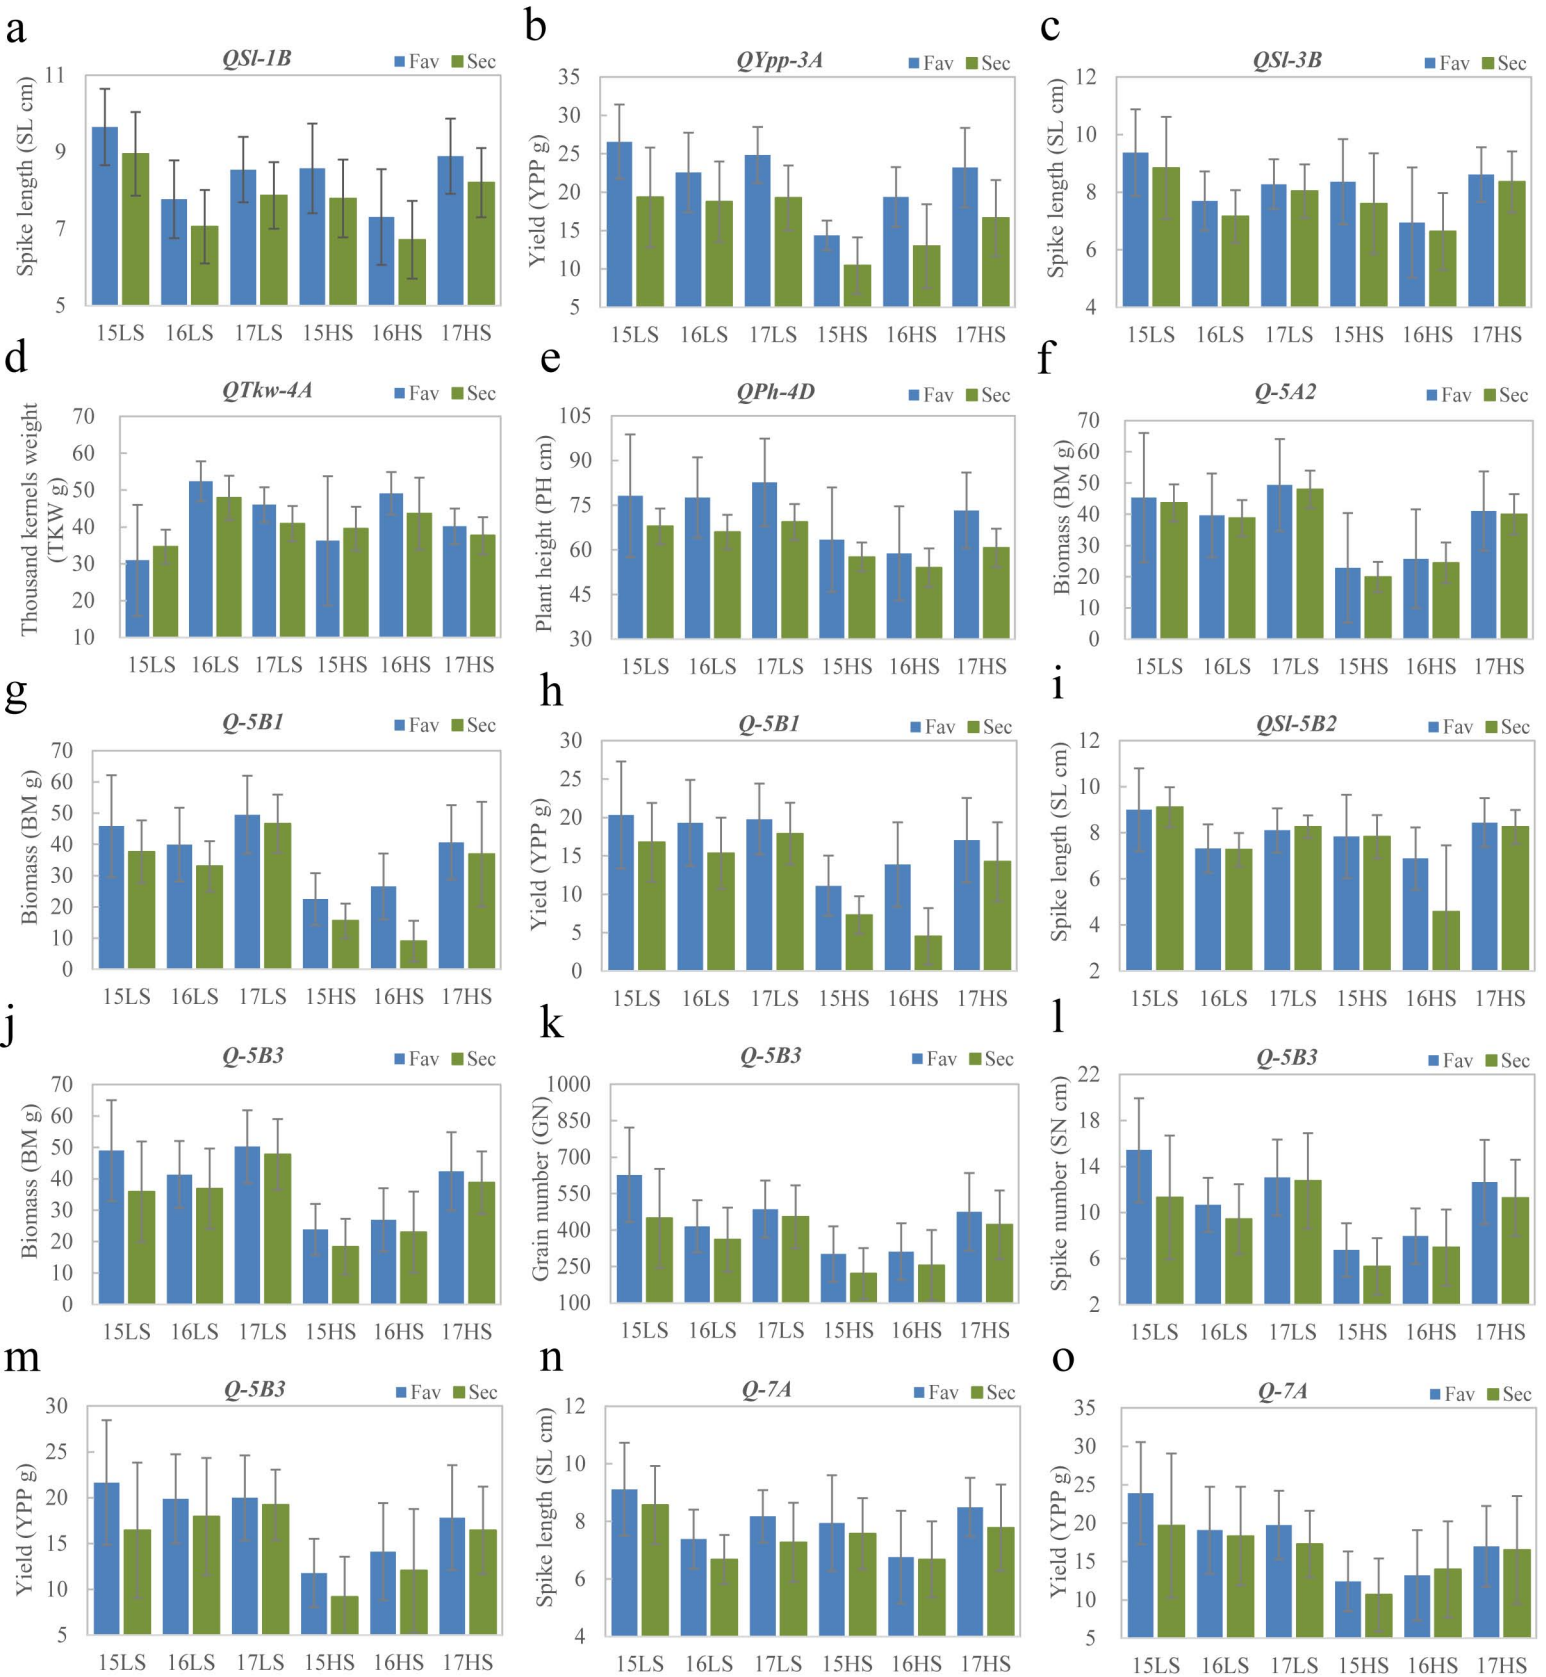 a
QSl-1B
Fav Sec
Spike length (SL cm)
11
9
7
5
15LS 16LS 17LS 15HS 16HS 17HS
b
QYpp-3A
Fav Sec
Yield (YPP g)
35
30
25
20
15
10
5
15LS 16LS 17LS 15HS 16HS 17HS
c
QSl-3B
Fav Sec
Spike length (SL cm)
12
10
8
6
4
15LS 16LS 17LS 15HS 16HS 17HS
d
QTkw-4A
Fav Sec
Thousand kernels weight
(TKW g)
70
60
50
40
30
20
10
15LS 16LS 17LS 15HS 16HS 17HS
e
QPh-4D
Fav Sec
Plant height (PH cm)
105
90
75
60
45
30
15LS 16LS 17LS 15HS 16HS 17HS
f
Q-5A2
Fav Sec
Biomass (BM g)
70
60
50
40
30
20
10
0
15LS 16LS 17LS 15HS 16HS 17HS
g
Q-5B1
Fav Sec
Biomass (BM g)
70
60
50
40
30
20
10
0
15LS 16LS 17LS 15HS 16HS 17HS
h
Q-5B1
Fav Sec
Yield (YPP g)
30
25
20
15
10
5
0
15LS 16LS 17LS 15HS 16HS 17HS
i
QSl-5B2
Fav Sec
Spike length (SL cm)
12
10
8
6
4
2
15LS 16LS 17LS 15HS 16HS 17HS
j
Q-5B3
Fav Sec
Biomass (BM g)
70
60
50
40
30
20
10
0
15LS 16LS 17LS 15HS 16HS 17HS
k
Q-5B3
Fav Sec
Grain number (GN)
1000
850
700
550
400
250
100
15LS 16LS 17LS 15HS 16HS 17HS
l
Q-5B3
Fav Sec
Spike number (SN cm)
22
18
14
10
6
2
15LS 16LS 17LS 15HS 16HS 17HS
m
Q-5B3
Fav Sec
Yield (YPP g)
30
25
20
15
10
5
15LS 16LS 17LS 15HS 16HS 17HS
n
Q-7A
Fav Sec
Spike length (SL cm)
12
10
8
6
4
15LS 16LS 17LS 15HS 16HS 17HS
o
Q-7A
Fav Sec
Yield (YPP g)
35
30
25
20
15
10
5
15LS 16LS 17LS 15HS 16HS 17HS